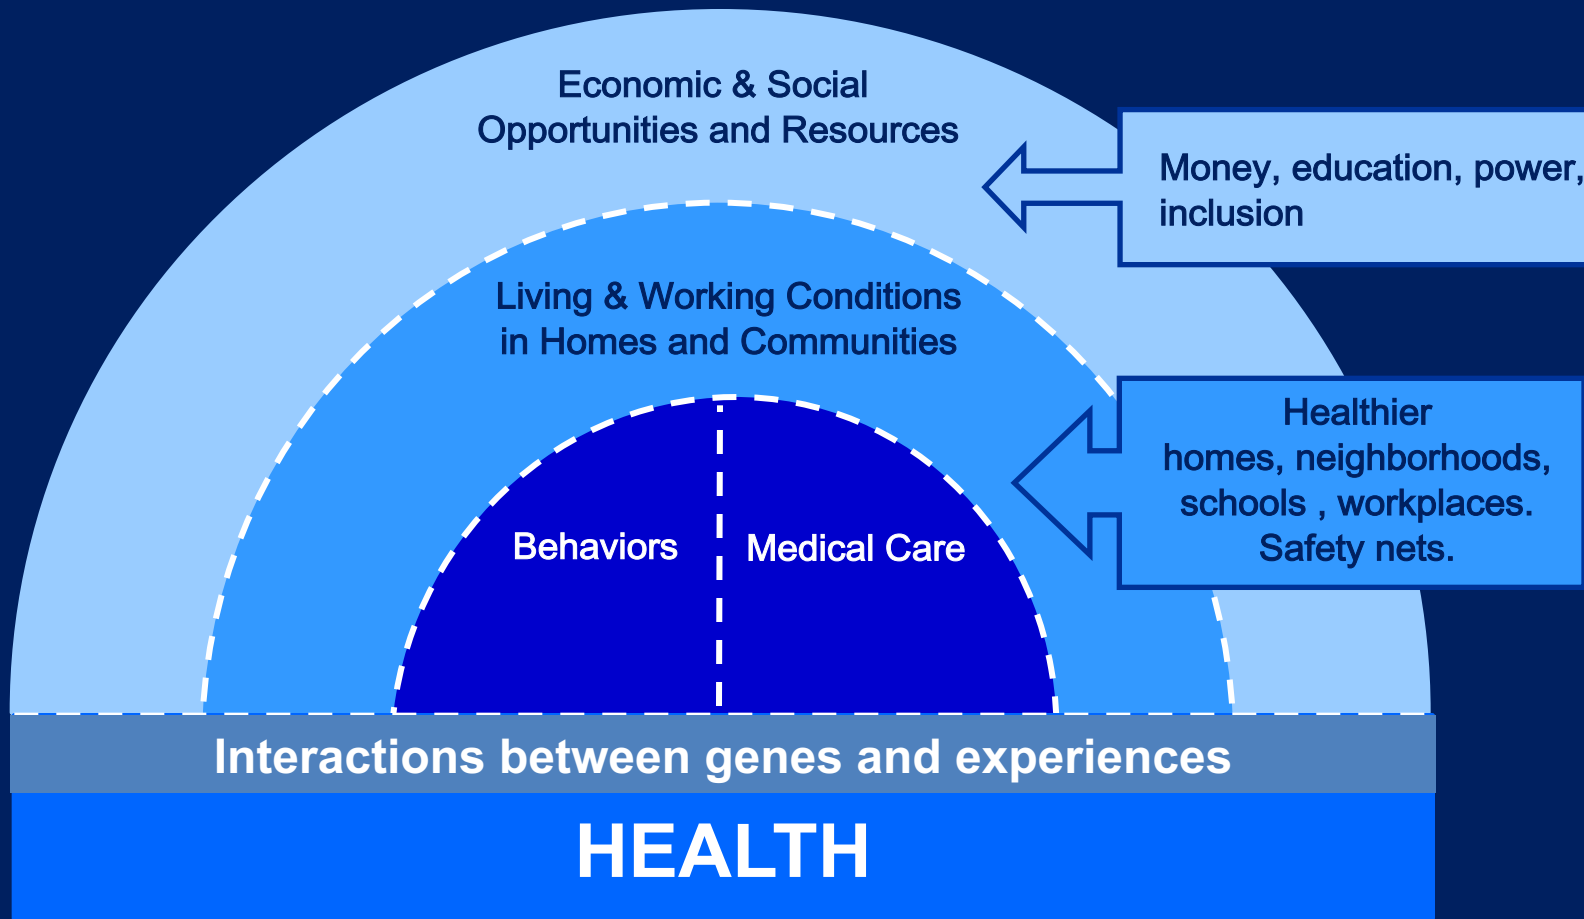 Economic & Social
Opportunities and Resources
Money, education, power,
inclusion
Living & Working Conditions
in Homes and Communities
Healthier
homes, neighborhoods,
schools , workplaces.
Safety nets.
Behaviors
Medical Care
Interactions between genes and experiences
HEALTH